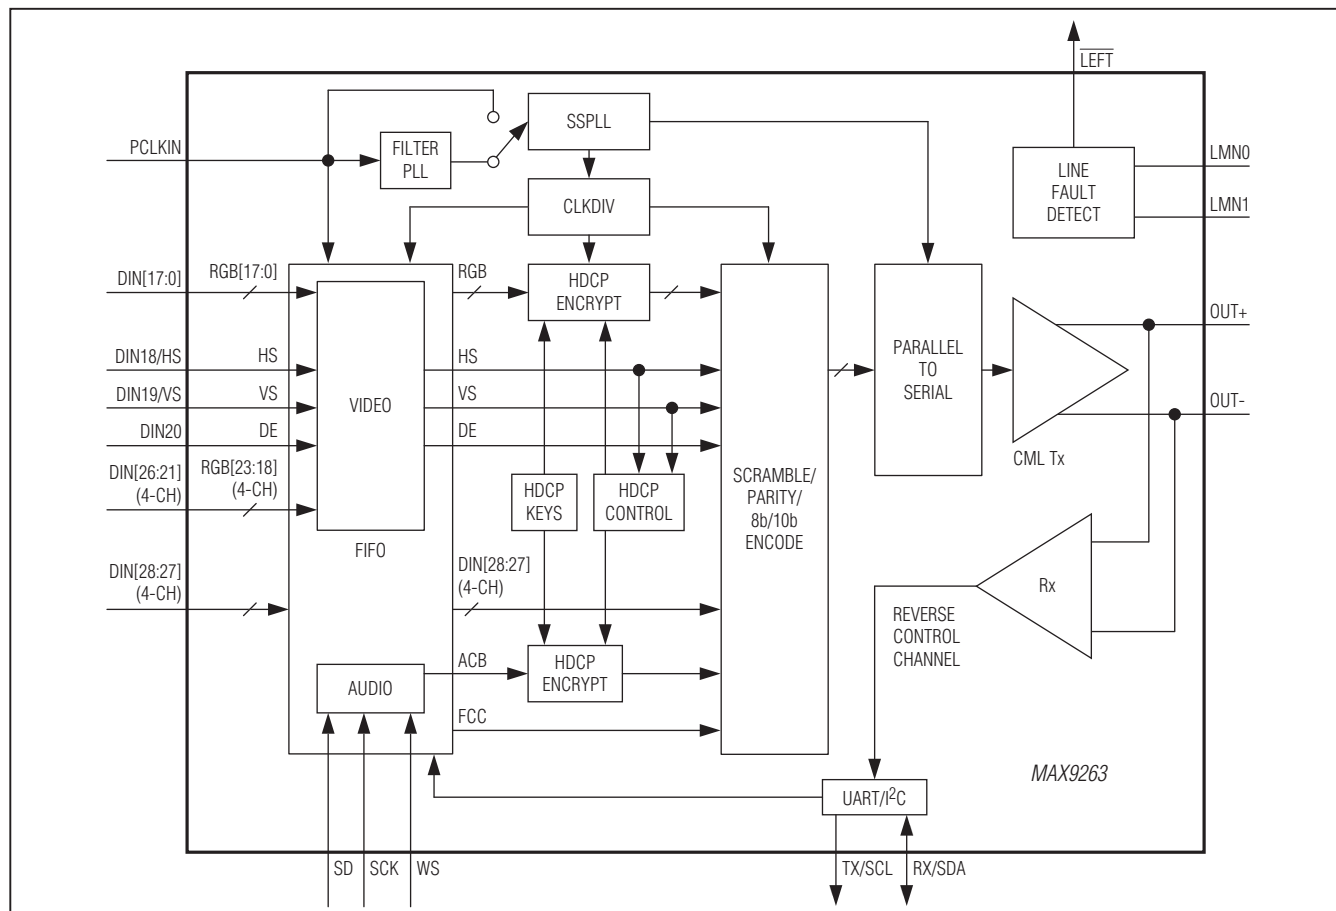 LEFT
PCLKIN
FILTER
PLL
SSPLL
CLKDIV
LINE
FAULT
DETECT
LMN0
LMN1
DIN[17:0]
RGB[17:0]
RGB
HDCP
ENCRYPT
DIN18/HS
HS
HS
DIN19/VS
VS
VIDEO
VS
DIN20
DE
DE
DIN[26:21]
(4-CH)
RGB[23:18]
(4-CH)
FIFO
HDCP
KEYS
HDCP
CONTROL
SCRAMBLE/
PARITY/
8b/10b
ENCODE
PARALLEL
TO
SERIAL
OUT+
OUT-
CML Tx
DIN[28:27]
(4-CH)
DIN[28:27]
(4-CH)
Rx
REVERSE
CONTROL
CHANNEL
AUDIO
ACB
HDCP
ENCRYPT
FCC
UART/I²C
MAX9263
SD
SCK
WS
TX/SCL
RX/SDA